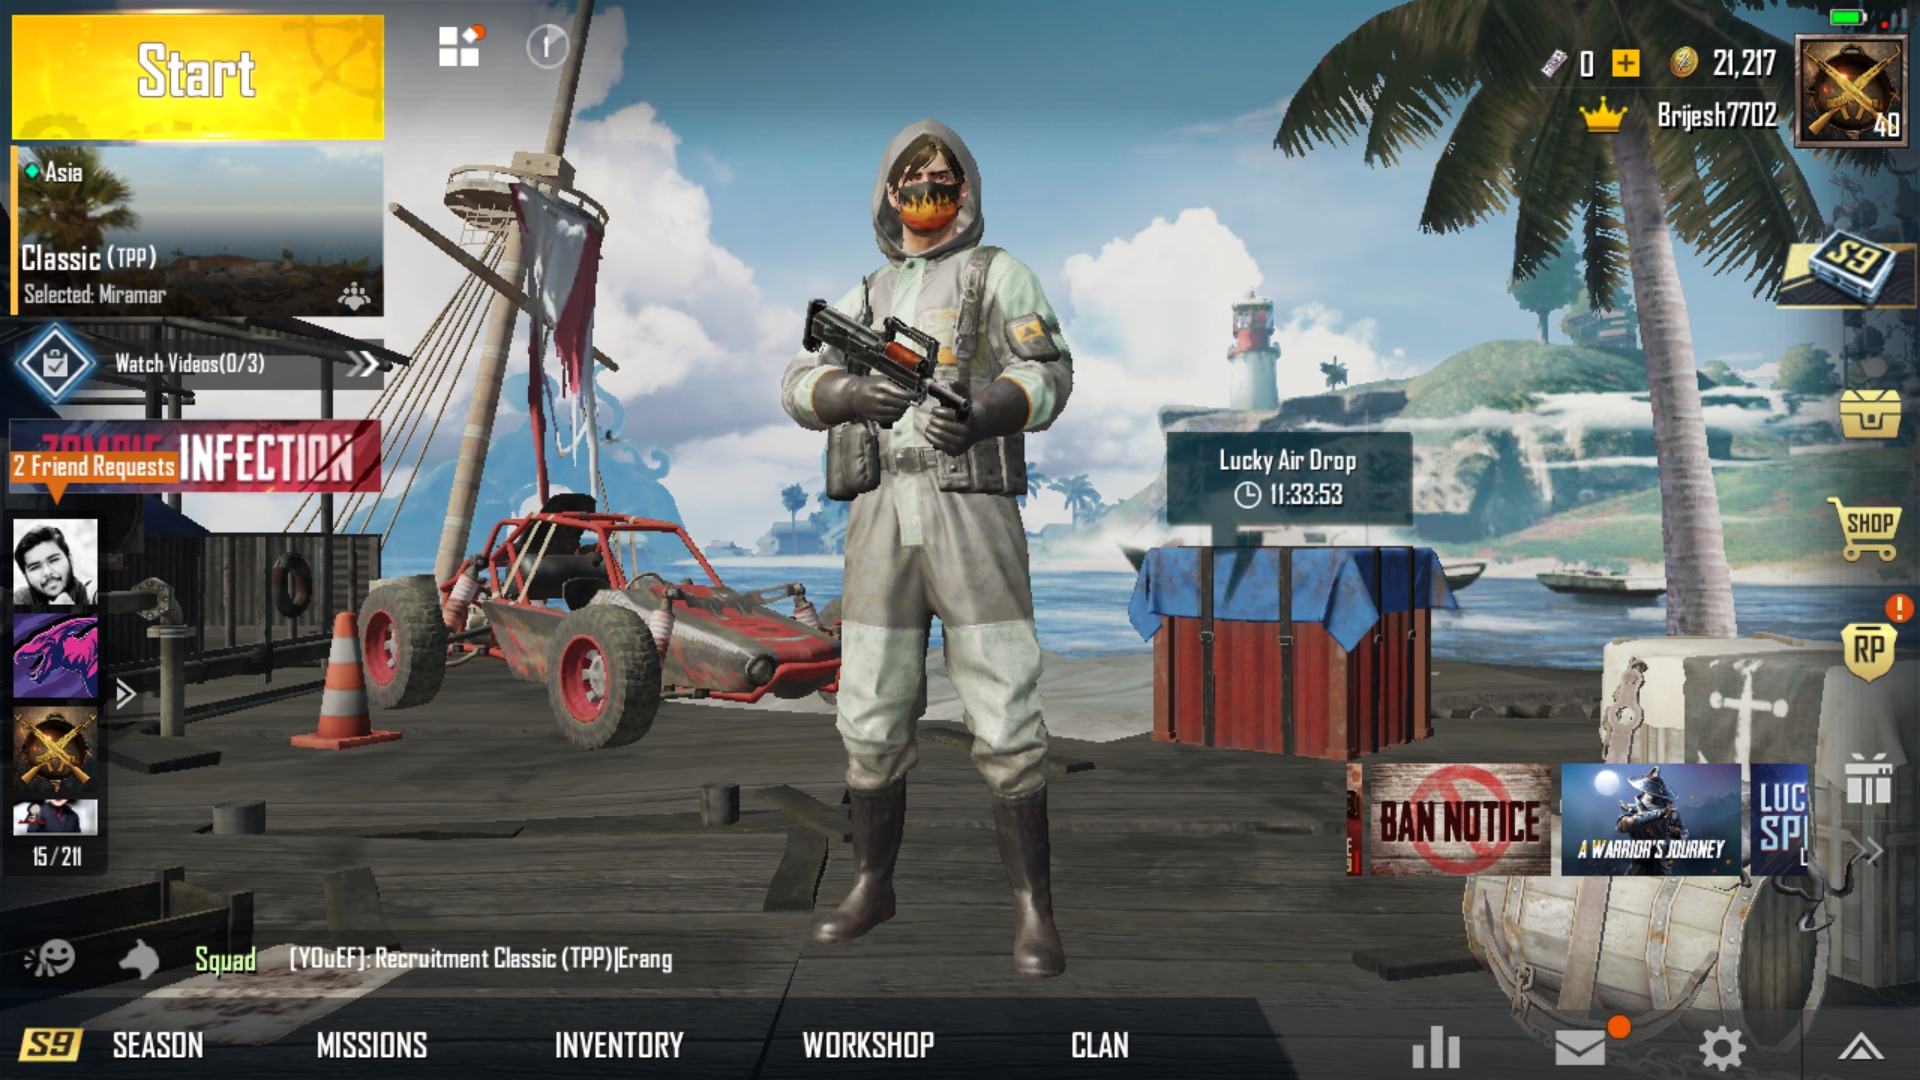 Start
0
21,217
Brijesh7702
40
Asia
Classic (TPP)
Selected: Miramar
S9
Watch Videos(0/3)
ZOMBIE INFECTION
2 Friend Requests
Lucky Air Drop
11:33:53
SHOP
RP
BAN NOTICE
A WARRIOR'S JOURNEY
LUC
SPI
L
15/211
Squad
[YOuEF]: Recruitment Classic (TPP)|Erang
S9 SEASON
MISSIONS
INVENTORY
WORKSHOP
CLAN